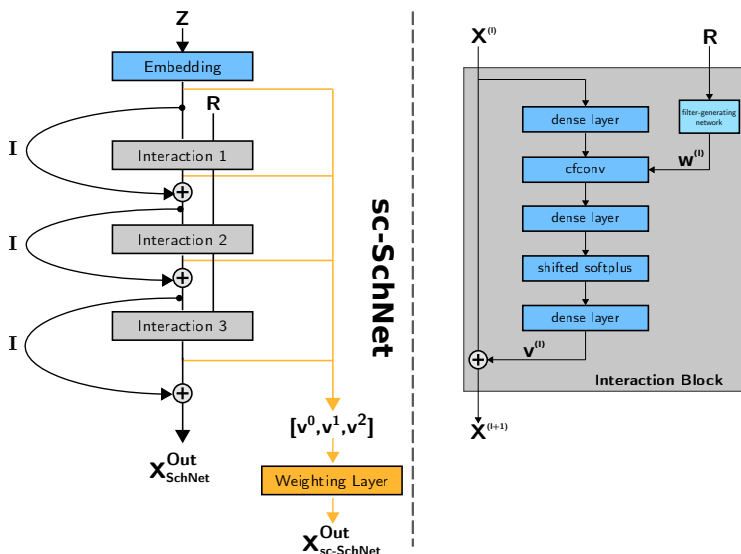 Z
Embedding
R
I
Interaction 1
+
I
Interaction 2
+
I
Interaction 3
+
X^Out_SchNet
[v^0,v^1,v^2]
Weighting Layer
X^Out_sc-SchNet
sc-SchNet
X^(l)
R
dense layer
filter-generating
network
W^(l)
cfconv
dense layer
shifted softplus
dense layer
V^(l)
+
Interaction Block
X^(l+1)